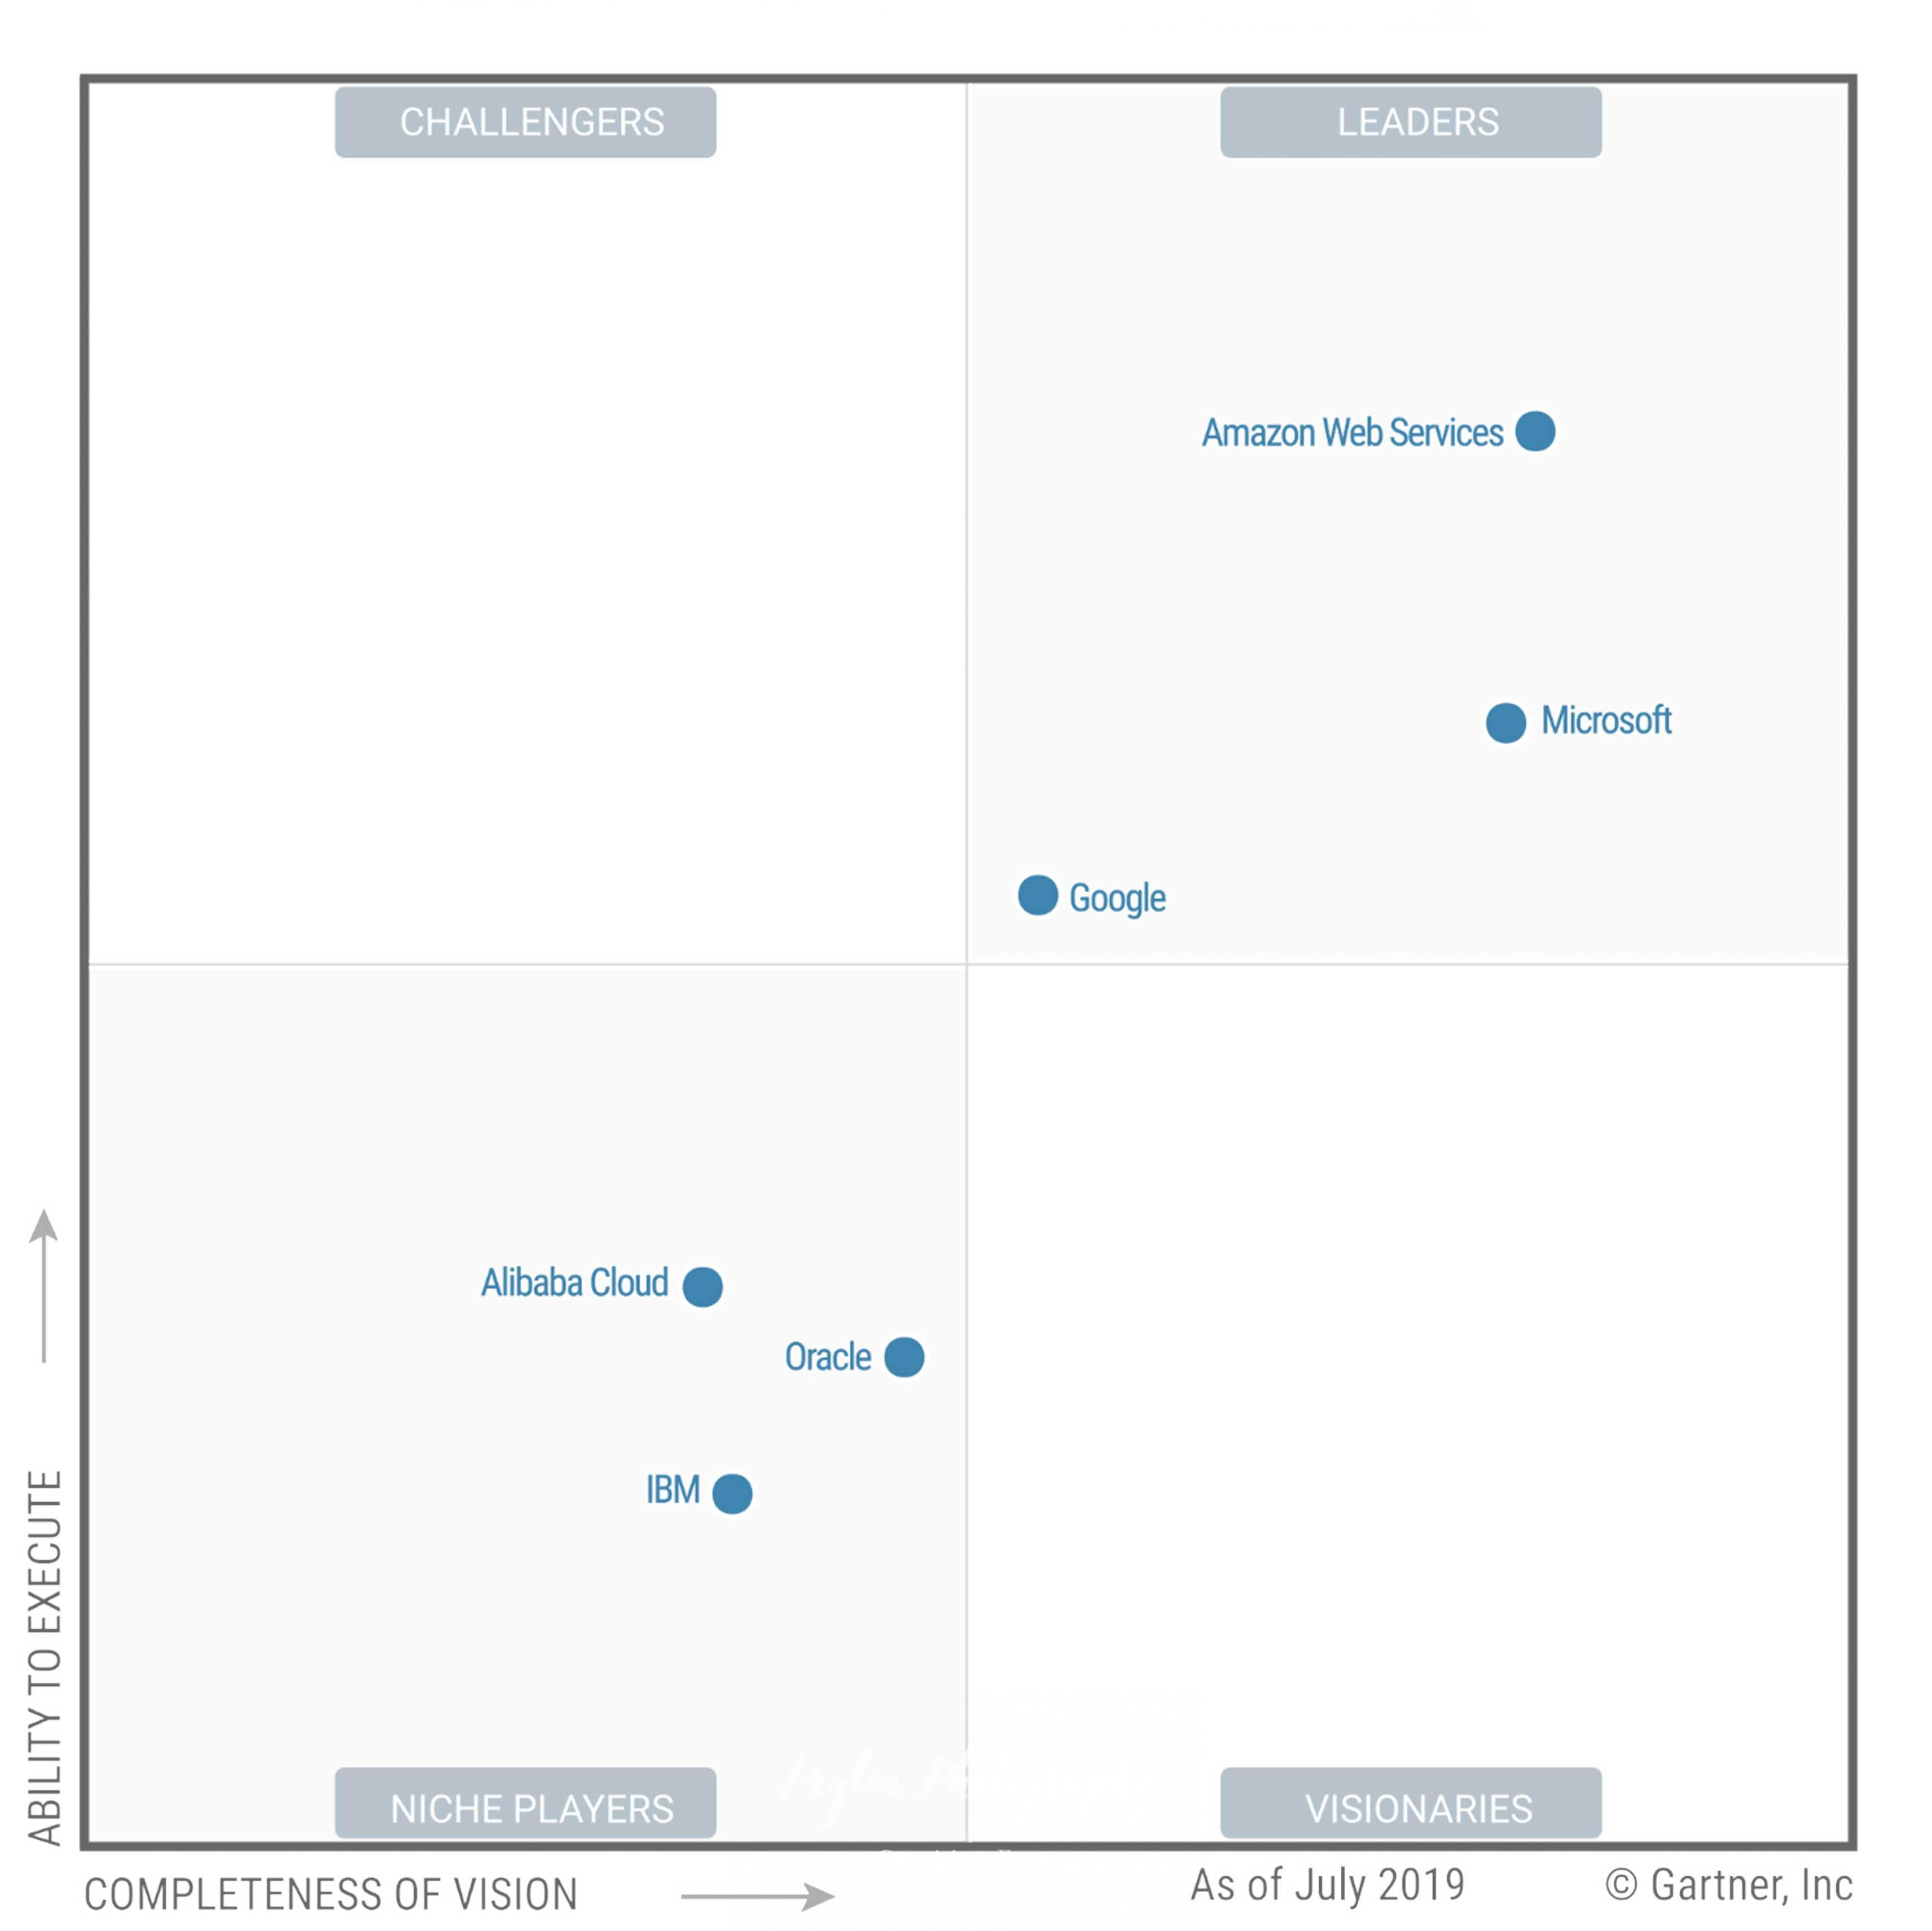 CHALLENGERS
LEADERS
Amazon Web Services
Microsoft
Google
Alibaba Cloud
Oracle
IBM
NICHE PLAYERS
VISIONARIES
ABILITY TO EXECUTE
COMPLETENESS OF VISION
As of July 2019
© Gartner, Inc